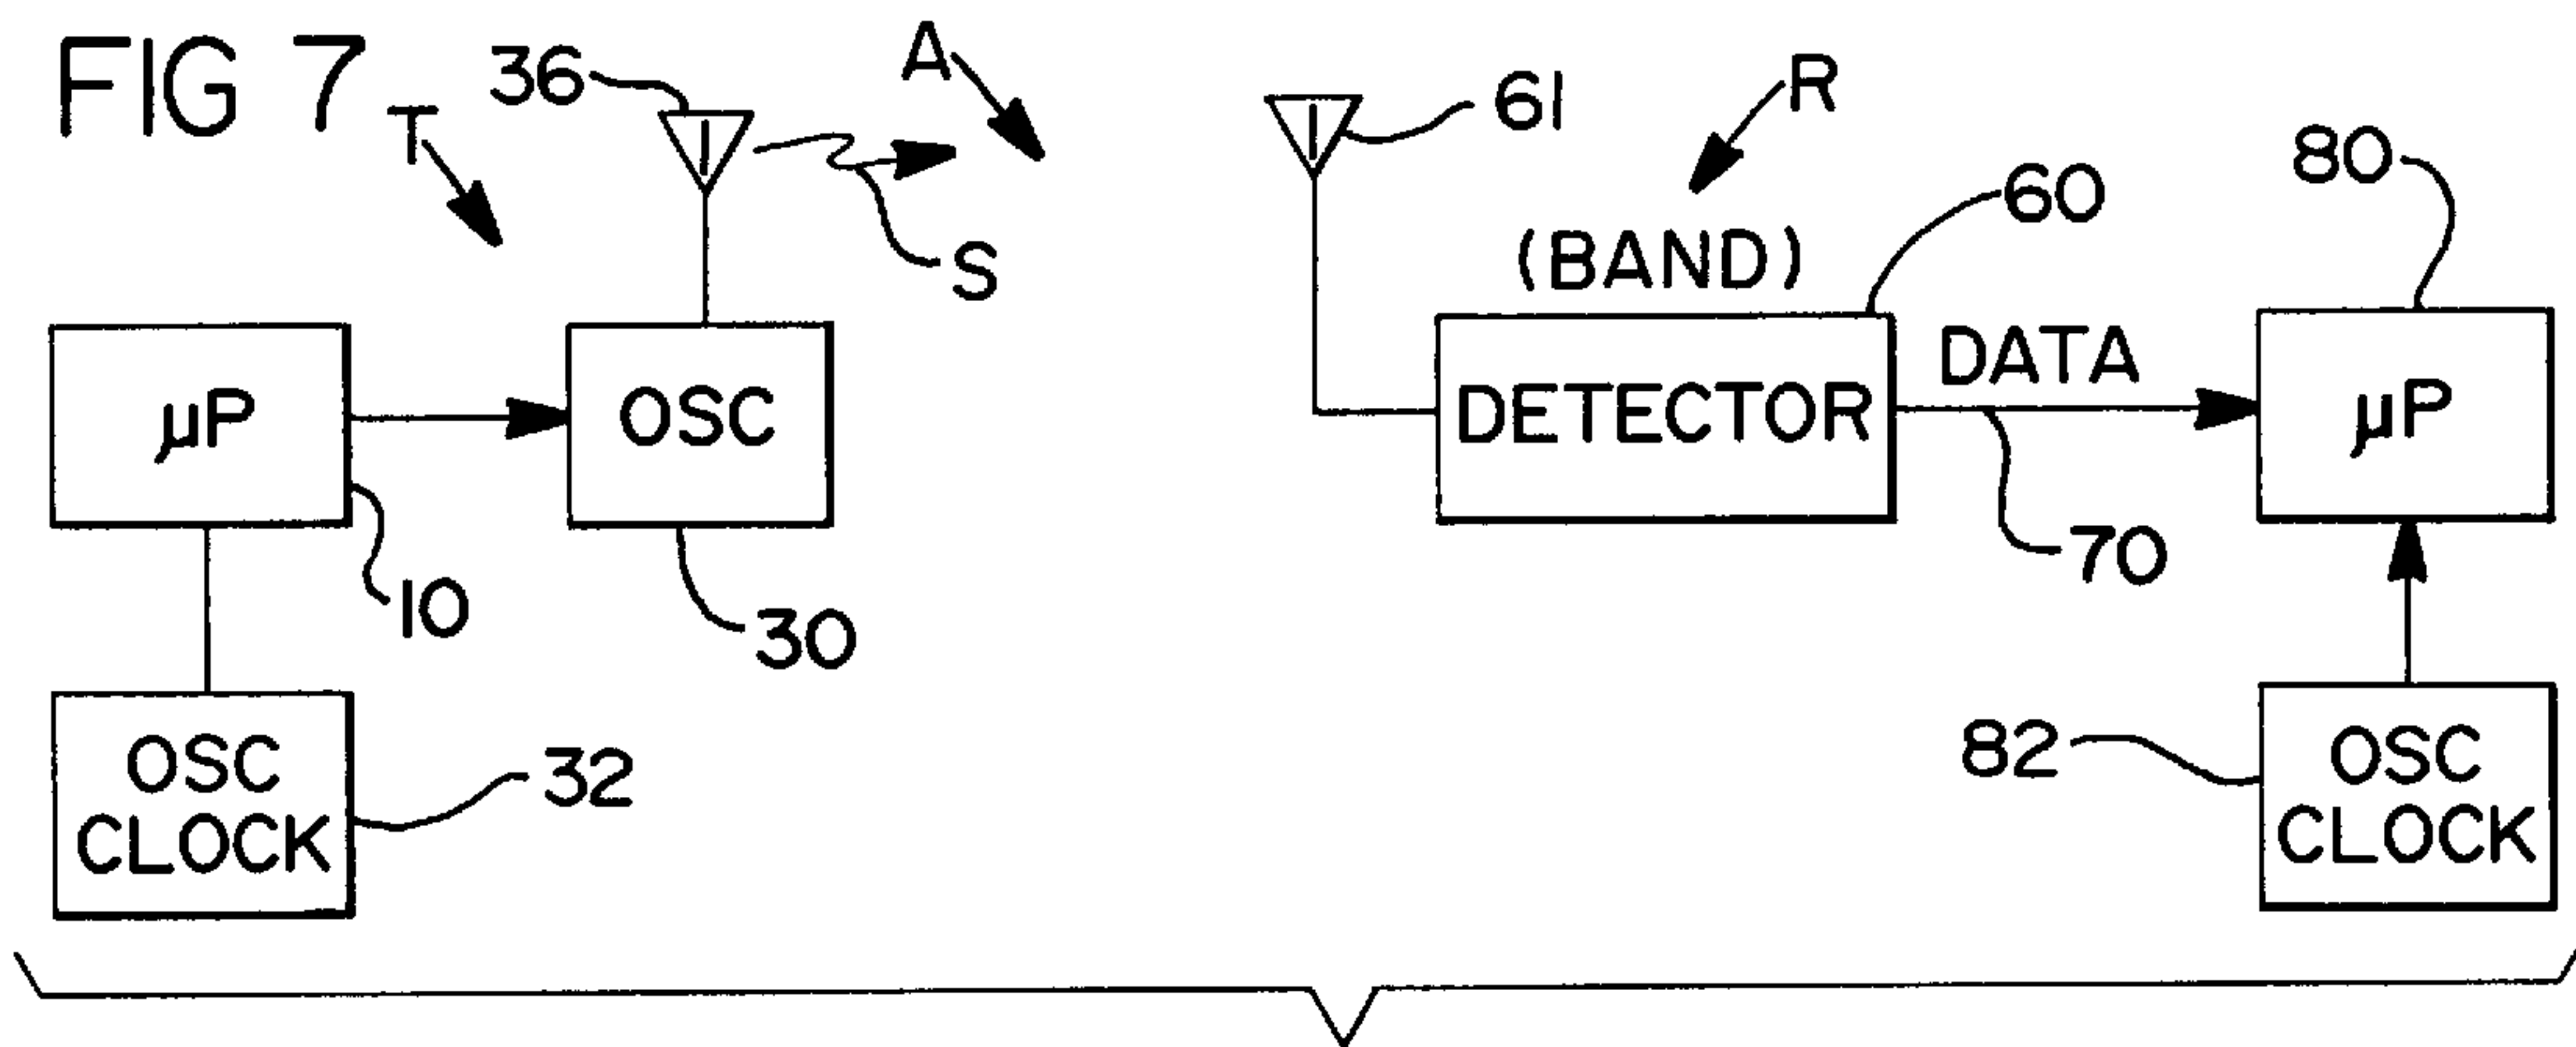 FIG 7
T
36
A
S
61
R
(BAND)
60
80
µP
OSC
DETECTOR
DATA
µP
10
30
70
OSC
CLOCK
32
82
OSC
CLOCK